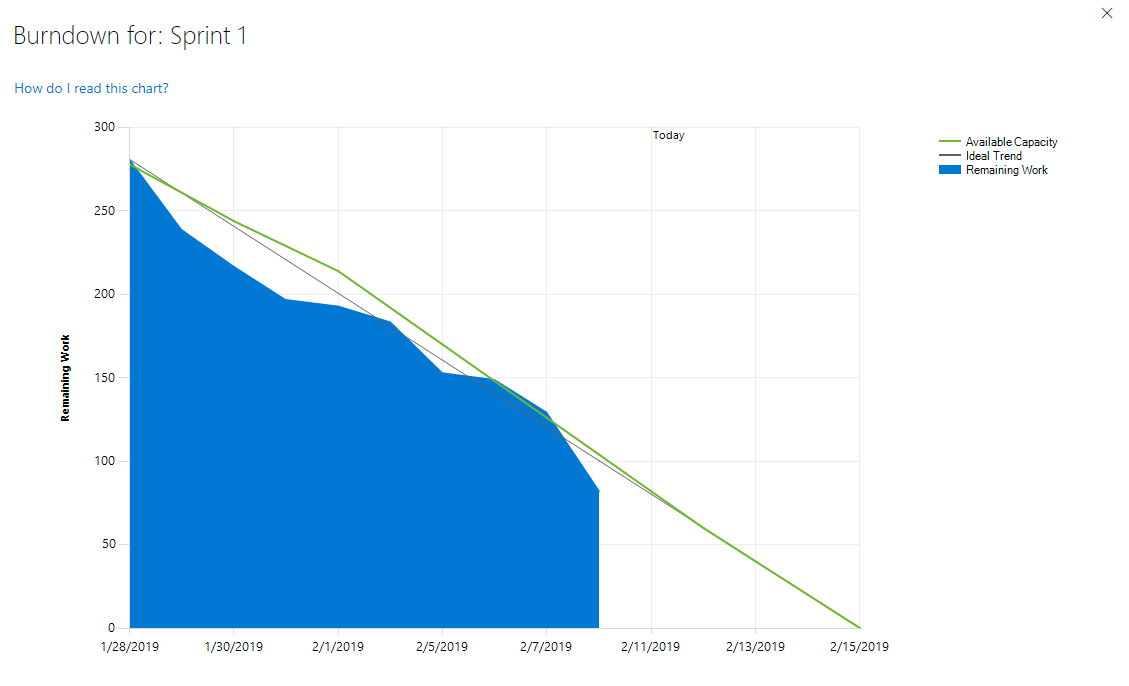 Burndown for: Sprint 1
How do I read this chart?
300
Today
Available Capacity
Ideal Trend
Remaining Work
250
200
150
100
50
0
Remaining Work
1/28/2019 1/30/2019 2/1/2019 2/5/2019 2/7/2019 2/11/2019 2/13/2019 2/15/2019